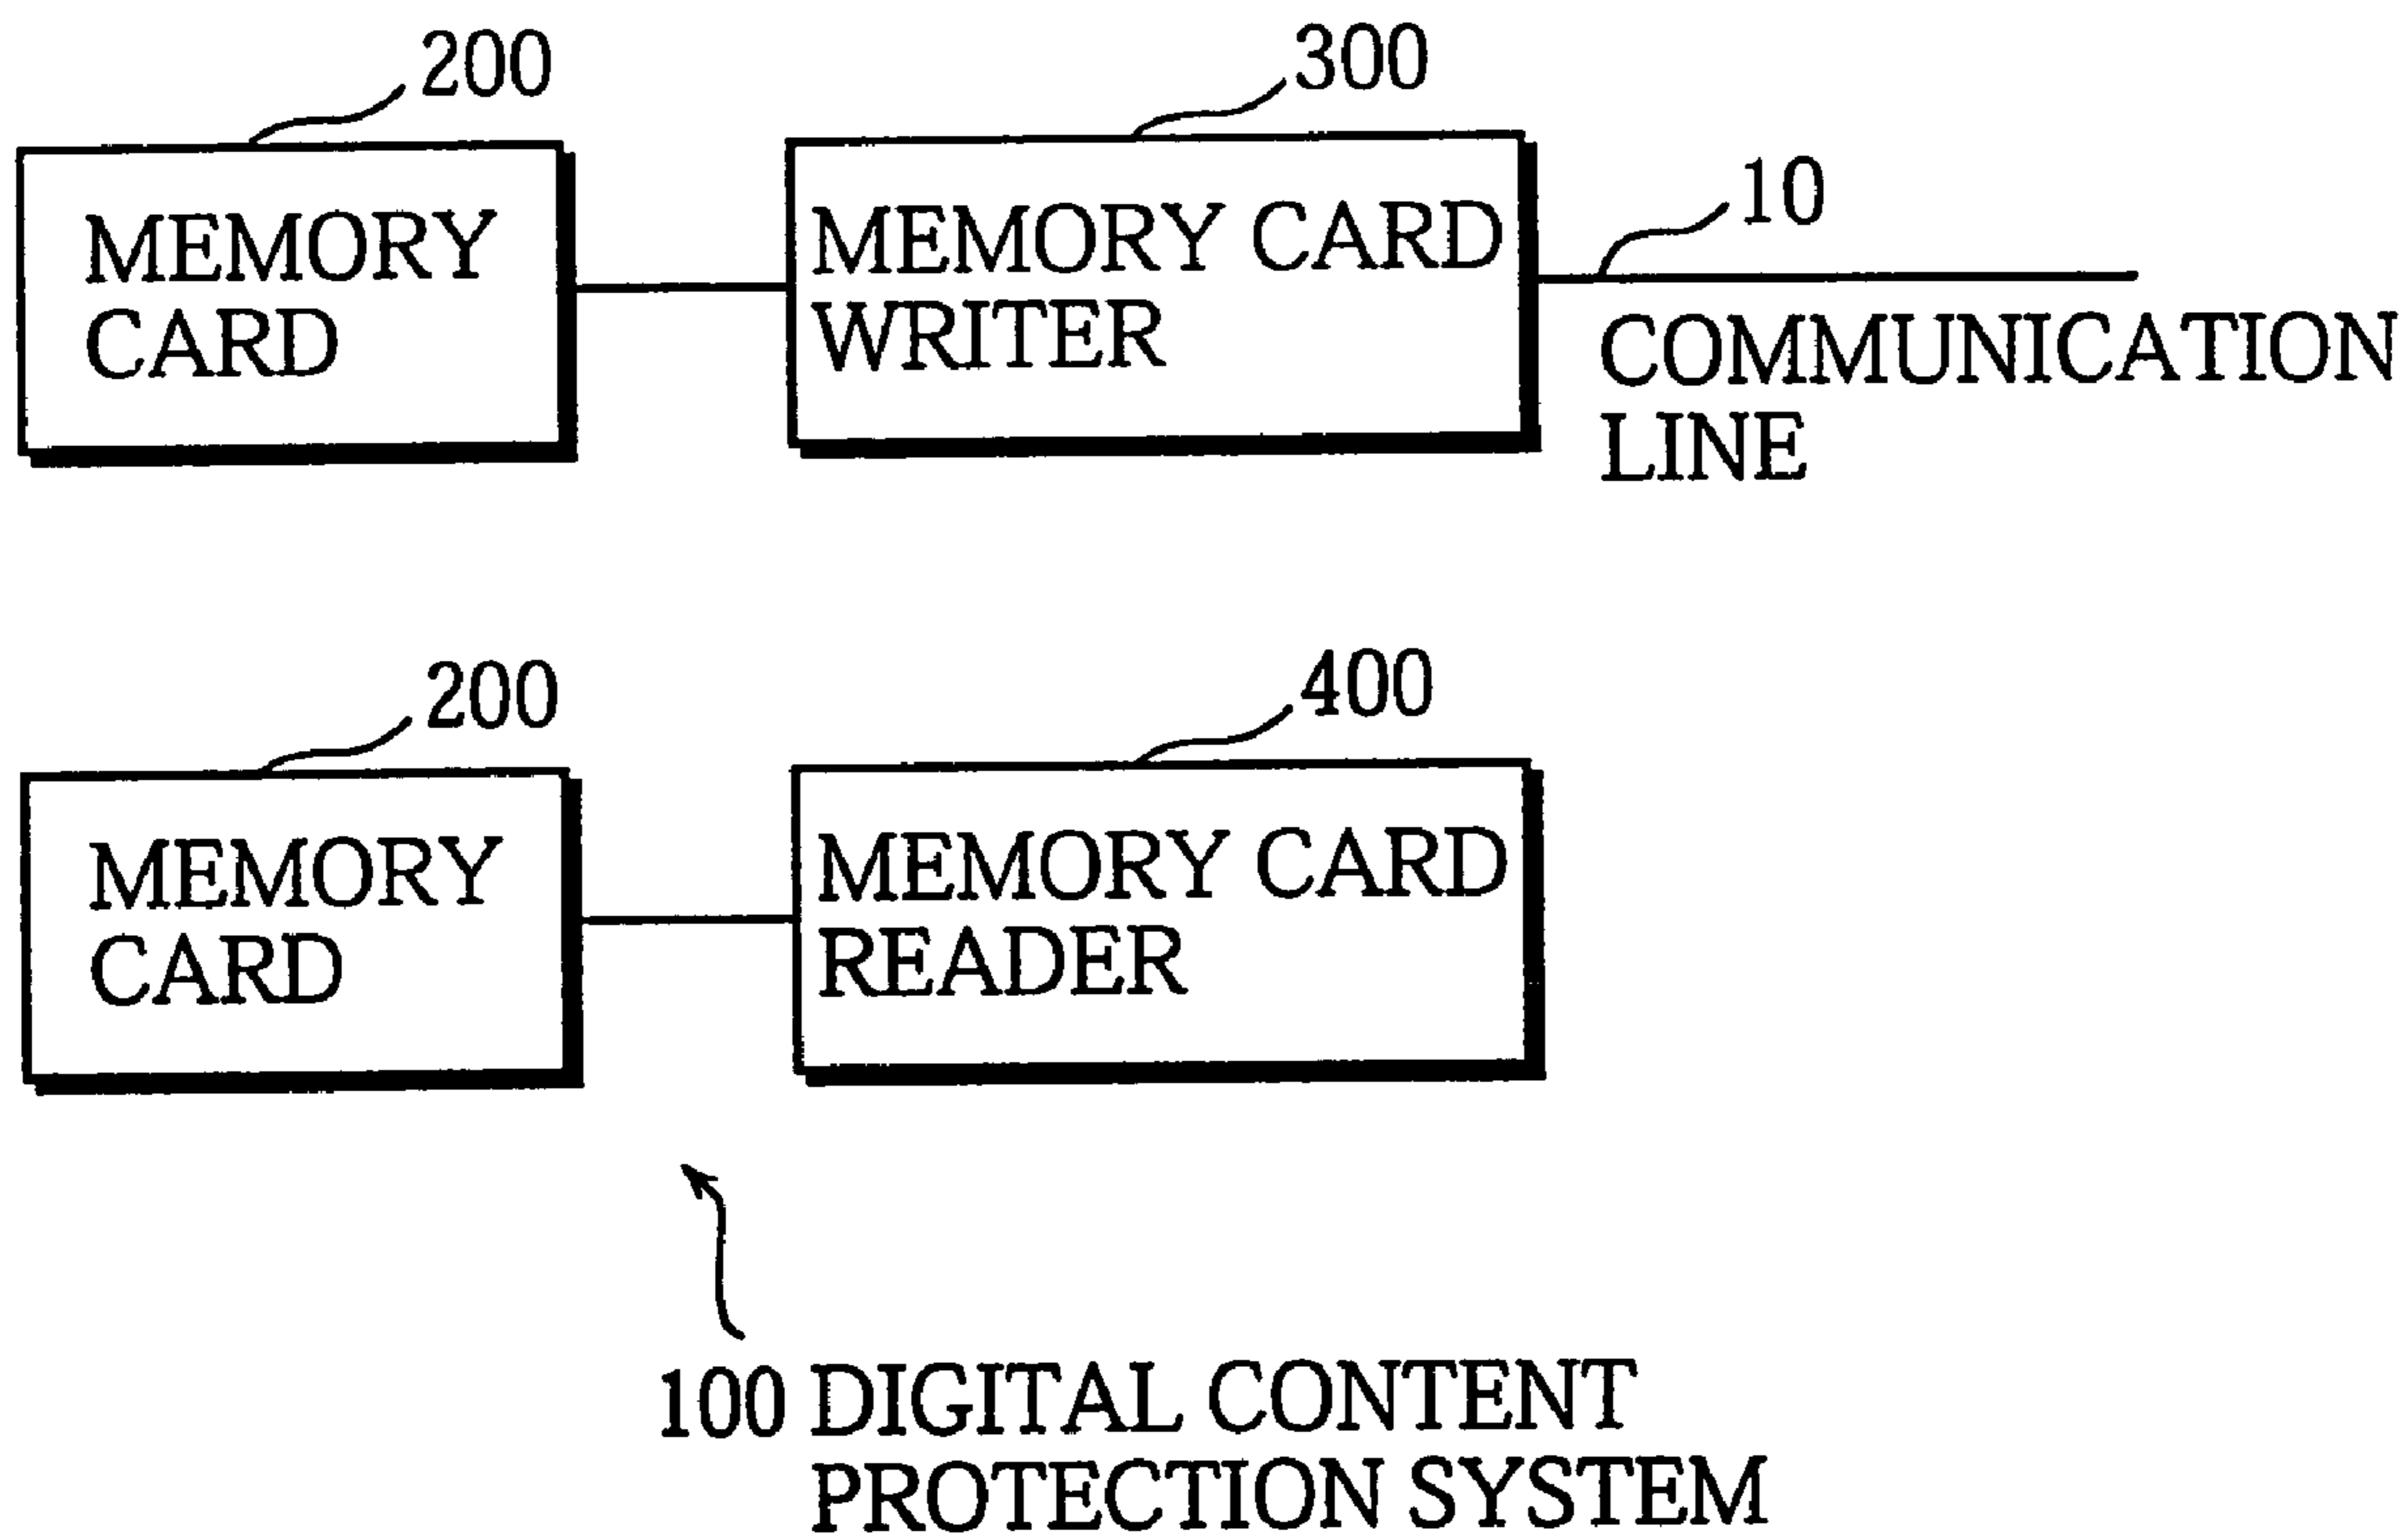 200
300
10
MEMORY
CARD
MEMORY CARD
WRITER
COMMUNICATION
LINE
200
400
MEMORY
CARD
MEMORY CARD
READER
100 DIGITAL CONTENT
PROTECTION SYSTEM